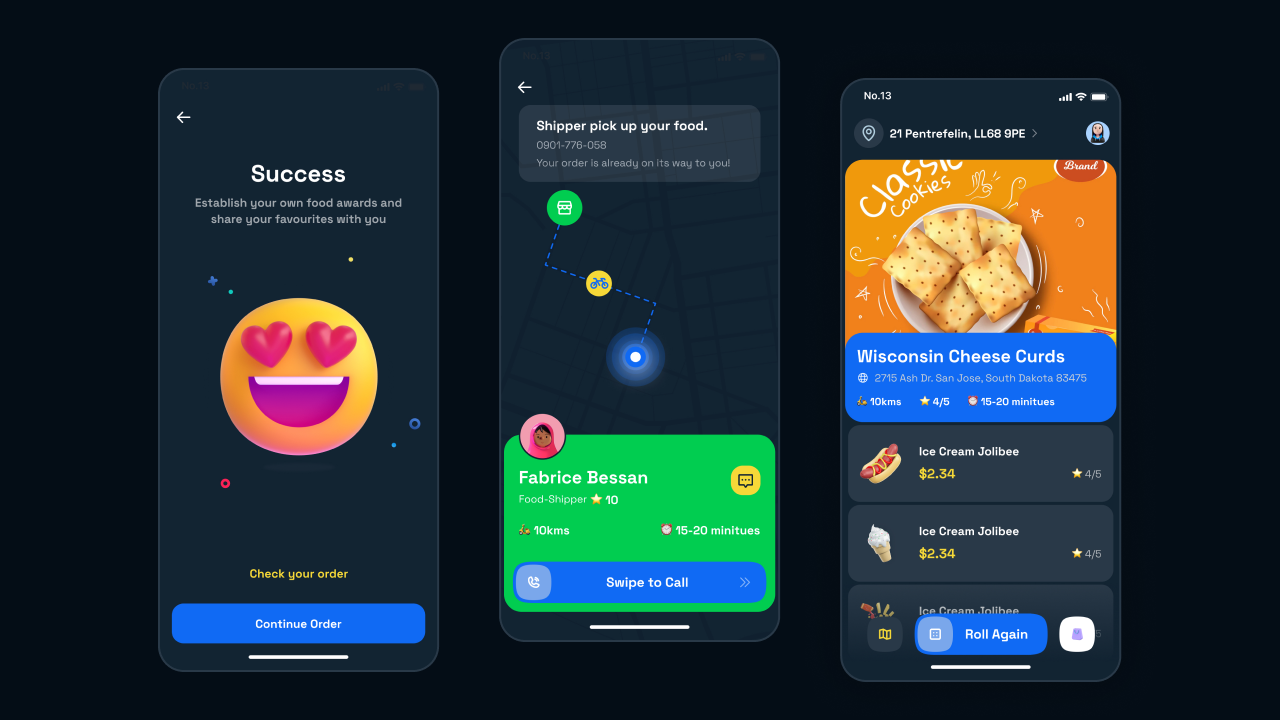 Success
Establish your own food awards and
share your favourites with you
Check your order
Continue Order
Shipper pick up your food.
0901-776-058
Your order is already on its way to you!
Fabrice Bessan
Food-Shipper ⭐ 10
10kms
15-20 minitues
Swipe to Call
No.13
21 Pentrefelin, LL68 9PE
Classic
Cookies
Brand
Wisconsin Cheese Curds
2715 Ash Dr. San Jose, South Dakota 83475
10kms
4/5
15-20 minitues
Ice Cream Jolibee
$2.34
4/5
Ice Cream Jolibee
$2.34
4/5
Ice Cream Jolibee
Roll Again